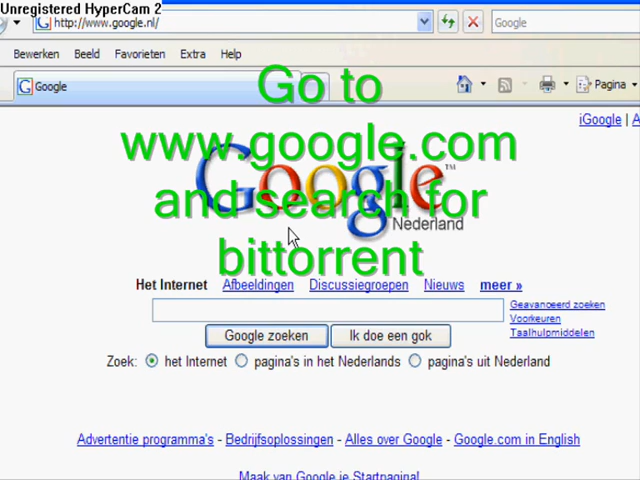 Unregistered HyperCam 2
http://www.google.nl/
Google
Bewerken Beeld Favorieten Extra Help
Google
Pagina
iGoogle |
Go to
www.google.com
and search for
bittorrent
Google™
Nederland
Het Internet Afbeeldingen Discussiegroepen Nieuws meer »
Geavanceerd zoeken
Voorkeuren
Taalhulpmiddelen
Google zoeken Ik doe een gok
Zoek: het Internet pagina's in het Nederlands pagina's uit Nederland
Advertentie programma's - Bedrijfsoplossingen - Alles over Google - Google.com in English
Maak van Google je Startpagina!